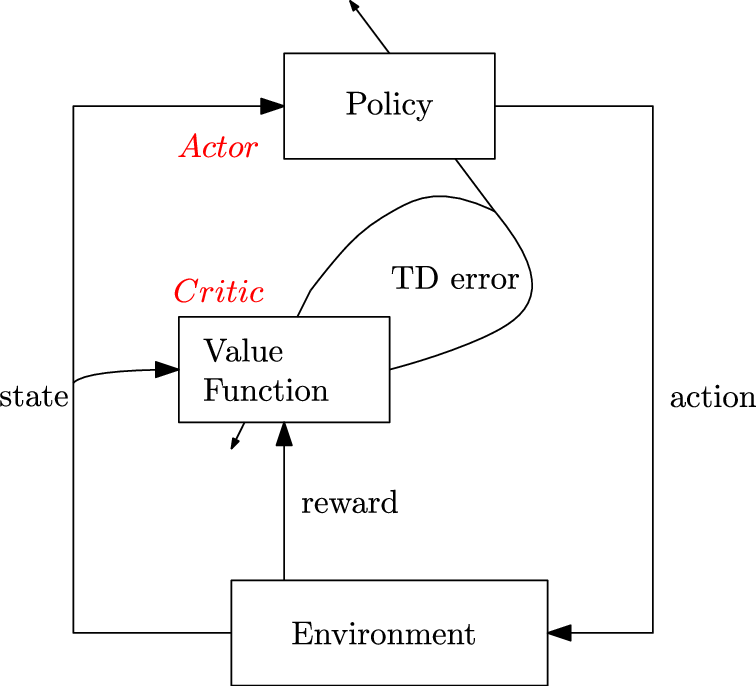 Policy
Actor
TD error
Critic
Value
Function
state
action
reward
Environment